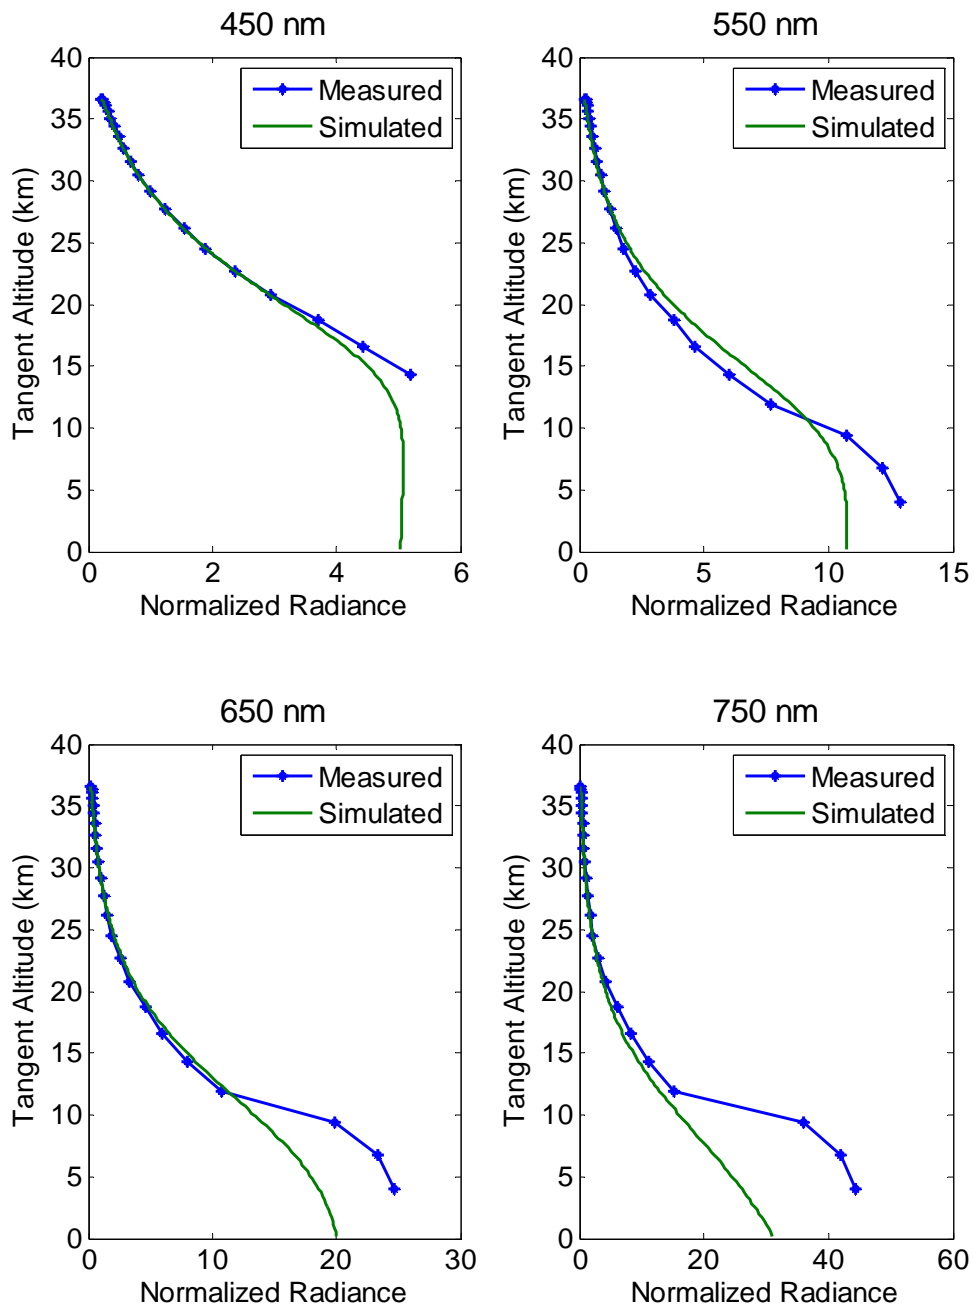 450 nm
40
35
30
25
20
15
10
5
0
0 2 4 6
Tangent Altitude (km)
Normalized Radiance
Measured
Simulated
550 nm
40
35
30
25
20
15
10
5
0
0 5 10 15
Tangent Altitude (km)
Normalized Radiance
Measured
Simulated
650 nm
40
35
30
25
20
15
10
5
0
0 10 20 30
Tangent Altitude (km)
Normalized Radiance
Measured
Simulated
750 nm
40
35
30
25
20
15
10
5
0
0 20 40 60
Tangent Altitude (km)
Normalized Radiance
Measured
Simulated